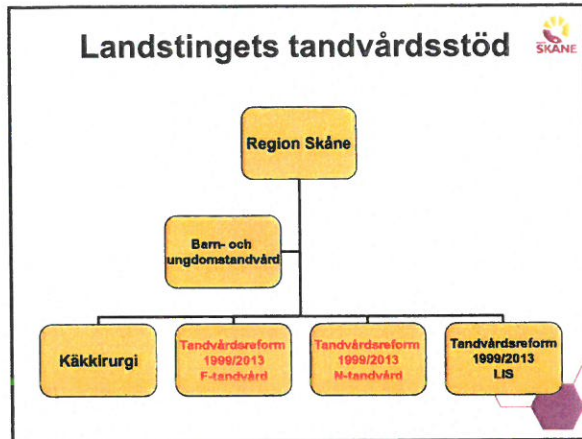 Landstingets tandvårdsstöd
SKÅNE
Region Skåne
Barn- och
ungdomstandvård
Käkkirurgi
Tandvårdsreform
1999/2013
F-tandvård
Tandvårdsreform
1999/2013
N-tandvård
Tandvårdsreform
1999/2013
LIS